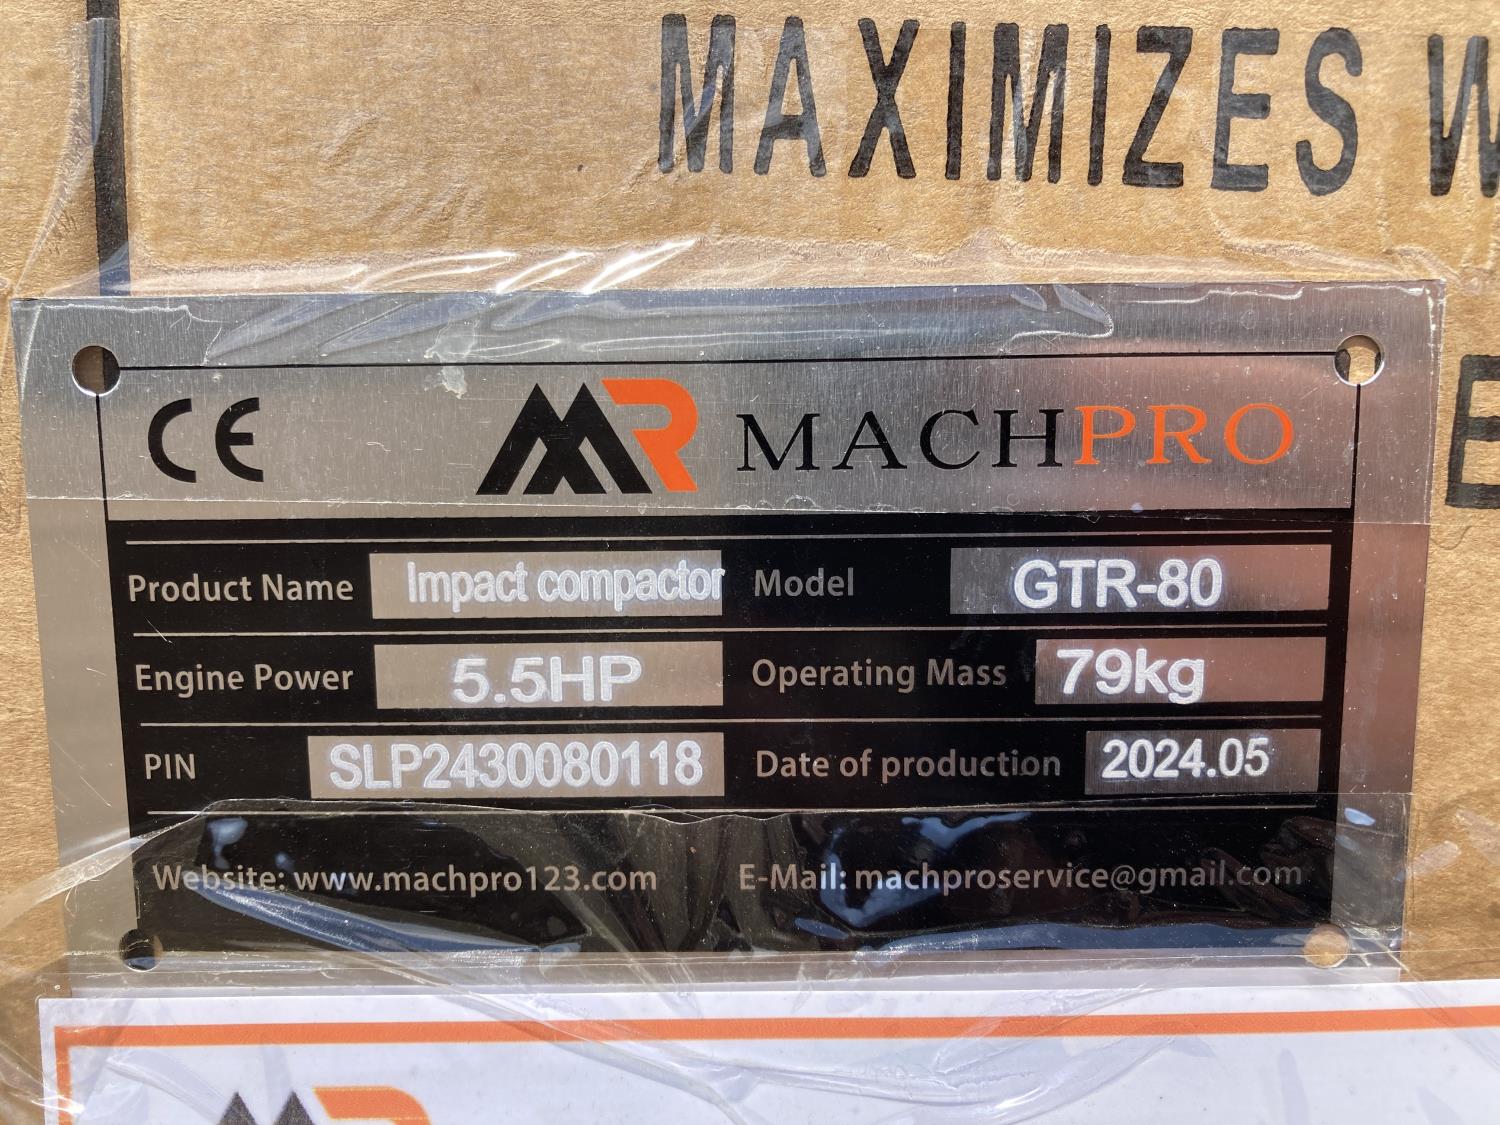 MAXIMIZES W
E
CE MR MACHPRO
Product Name Impact compactor Model GTR-80
Engine Power 5.5HP Operating Mass 79kg
PIN SLP2430080118 Date of production 2024.05
Website: www.machpro123.com E-Mail: machproservice@gmail.com